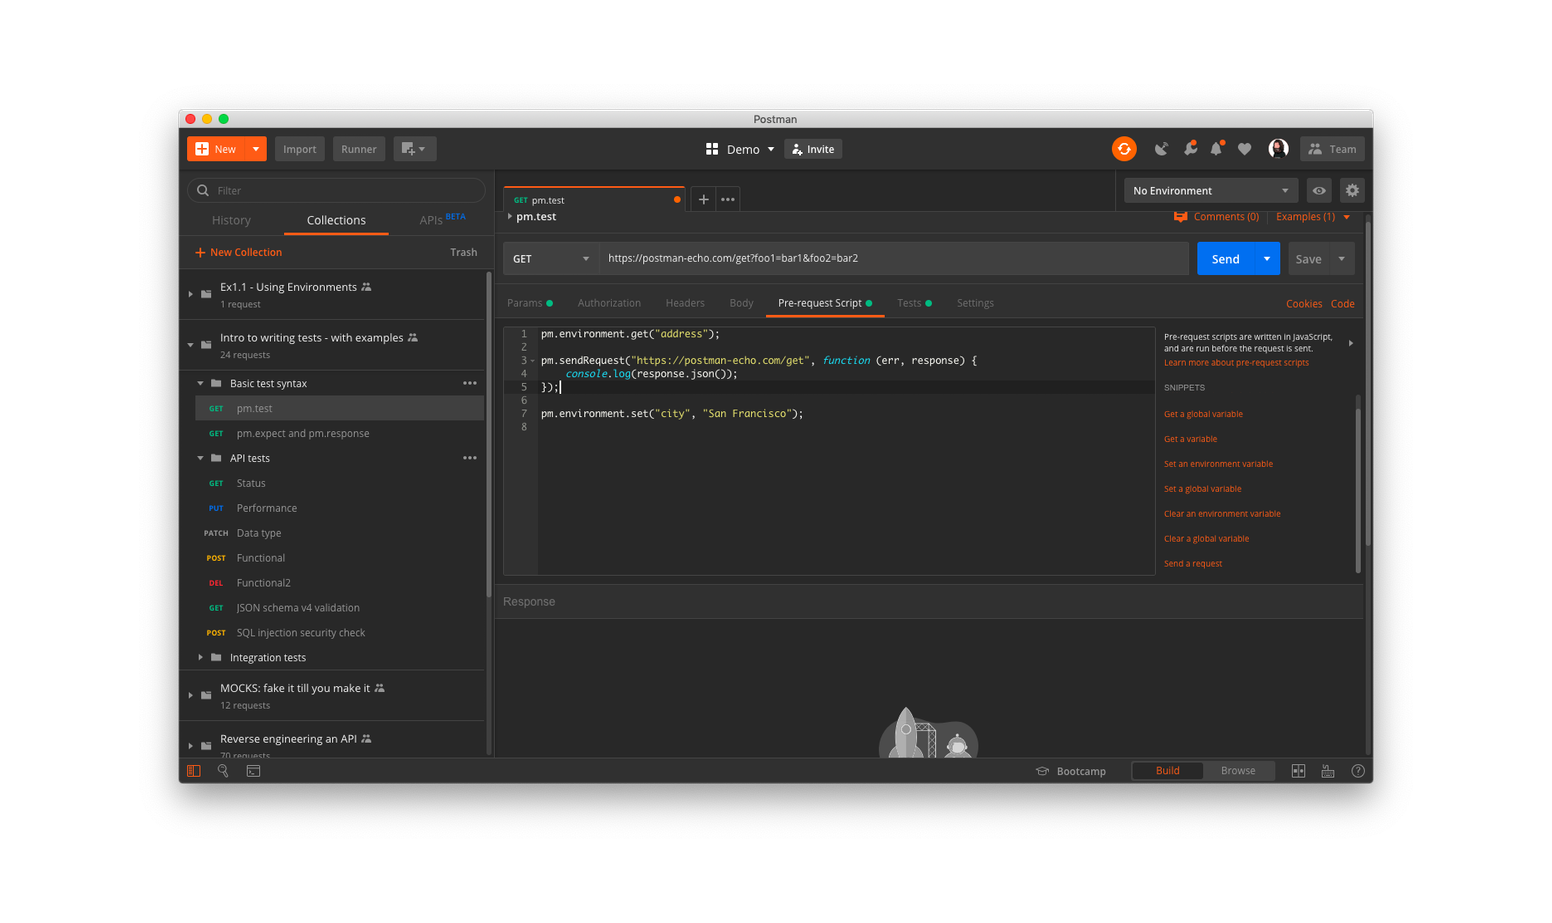 Postman
New
Import
Runner
Demo
Invite
Team
Filter
History
Collections
APIs BETA
+ New Collection
Trash
Ex1.1 - Using Environments
1 request
Intro to writing tests - with examples
24 requests
Basic test syntax
GET pm.test
GET pm.expect and pm.response
API tests
GET Status
PUT Performance
PATCH Data type
POST Functional
DEL Functional2
GET JSON schema v4 validation
POST SQL injection security check
Integration tests
MOCKS: fake it till you make it
12 requests
Reverse engineering an API
70 requests
GET pm.test
No Environment
pm.test
Comments (0)
Examples (1)
GET
https://postman-echo.com/get?foo1=bar1&foo2=bar2
Send
Save
Params
Authorization
Headers
Body
Pre-request Script
Tests
Settings
Cookies
Code
1 pm.environment.get("address");
2
3 pm.sendRequest("https://postman-echo.com/get", function (err, response) {
4 console.log(response.json());
5 });
6
7 pm.environment.set("city", "San Francisco");
8
Pre-request scripts are written in JavaScript,
and are run before the request is sent.
Learn more about pre-request scripts
SNIPPETS
Get a global variable
Get a variable
Set an environment variable
Set a global variable
Clear an environment variable
Clear a global variable
Send a request
Response
Bootcamp
Build
Browse